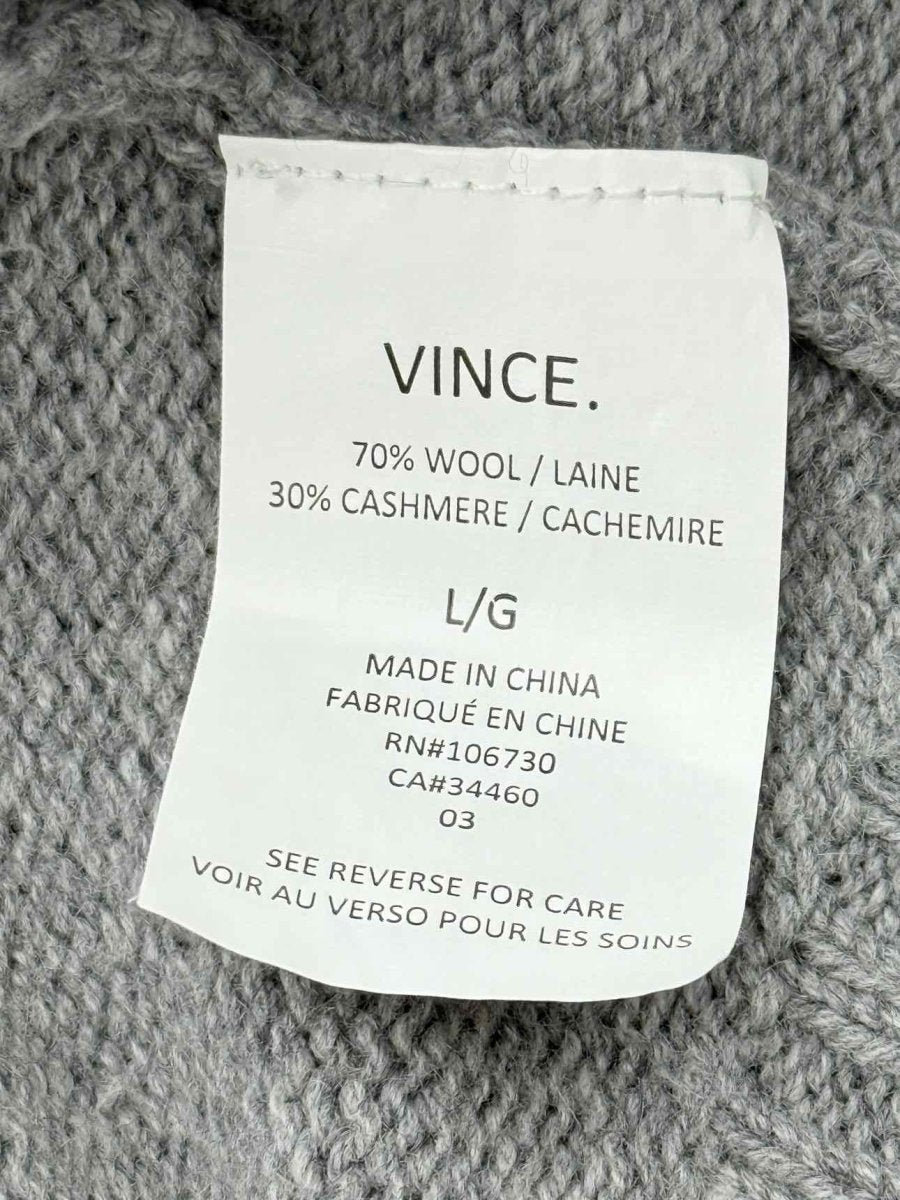 VINCE.
70% WOOL / LAINE
30% CASHMERE / CACHEMIRE
L/G
MADE IN CHINA
FABRIQUÉ EN CHINE
RN#106730
CA#34460
03
SEE REVERSE FOR CARE
VOIR AU VERSO POUR LES SOINS